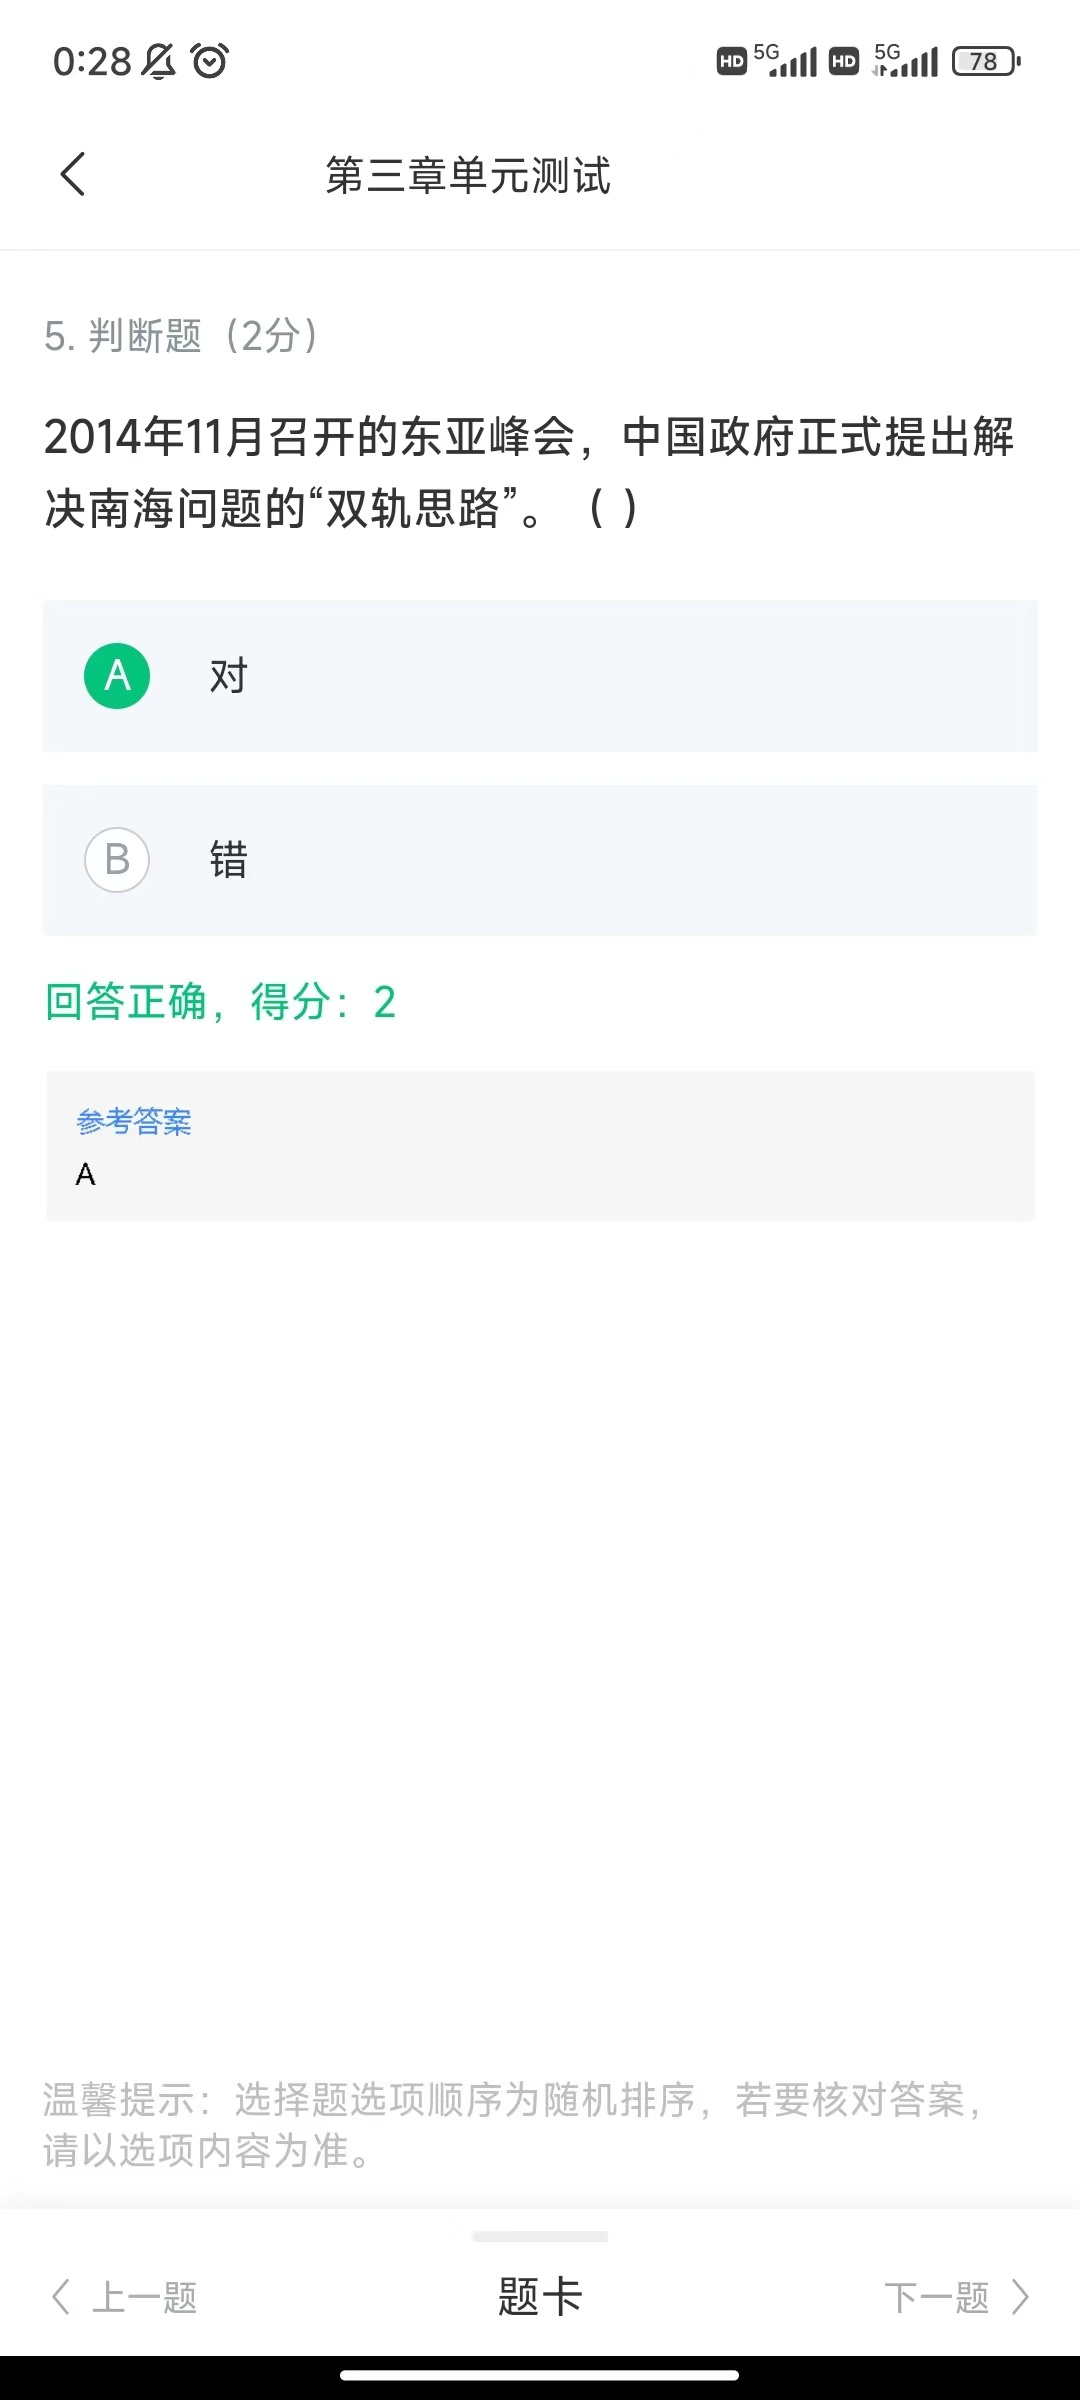 0:28 HD 5G HD 5G 78
第三章单元测试
5. 判断题（2分）
2014年11月召开的东亚峰会，中国政府正式提出解
决南海问题的“双轨思路”。（ ）
A 对
B 错
回答正确，得分：2
参考答案
A
温馨提示：选择题选项顺序为随机排序，若要核对答案，
请以选项内容为准。
上一题 题卡 下一题